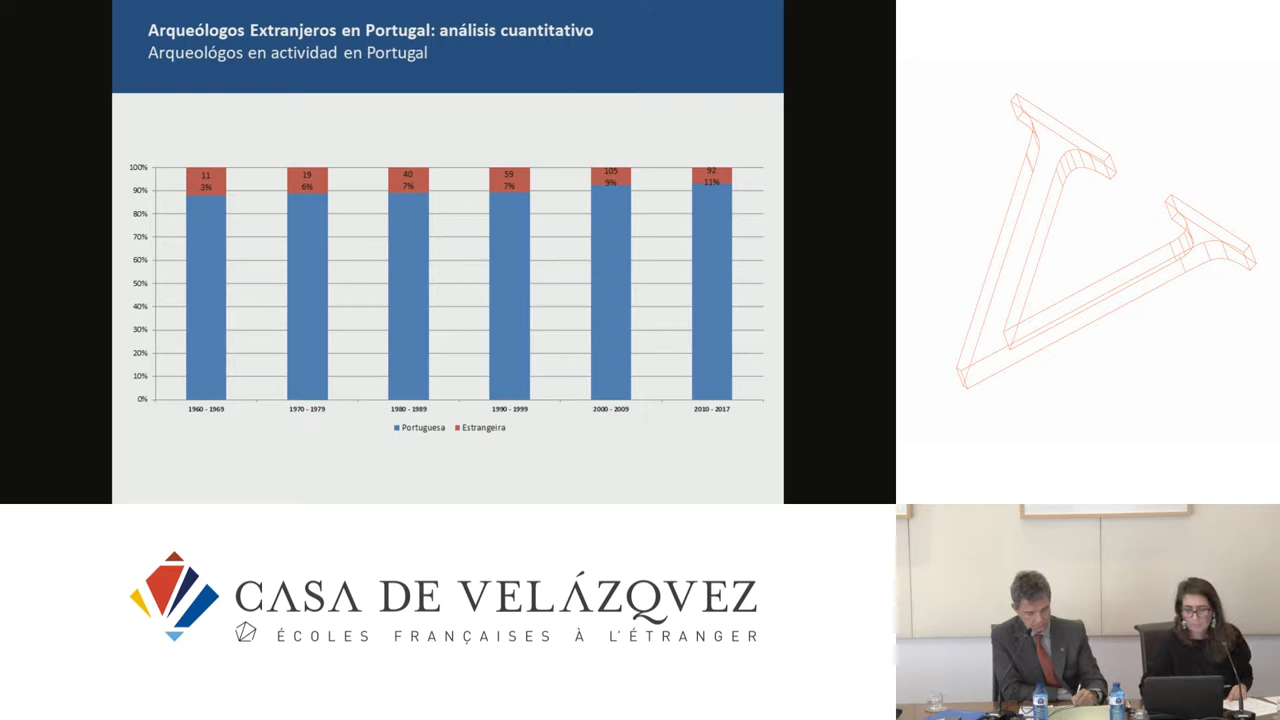 Arqueólogos Extranjeros en Portugal: análisis cuantitativo
Arqueológos en actividad en Portugal
100%
90%
80%
70%
60%
50%
40%
30%
20%
10%
0%
11
3%
19
6%
40
7%
59
7%
105
9%
92
11%
1960 - 1969
1970 - 1979
1980 - 1989
1990 - 1999
2000 - 2009
2010 - 2017
Portuguesa
Estrangeira
CASA DE VELÁZQVEZ
ÉCOLES FRANÇAISES À L'ÉTRANGER